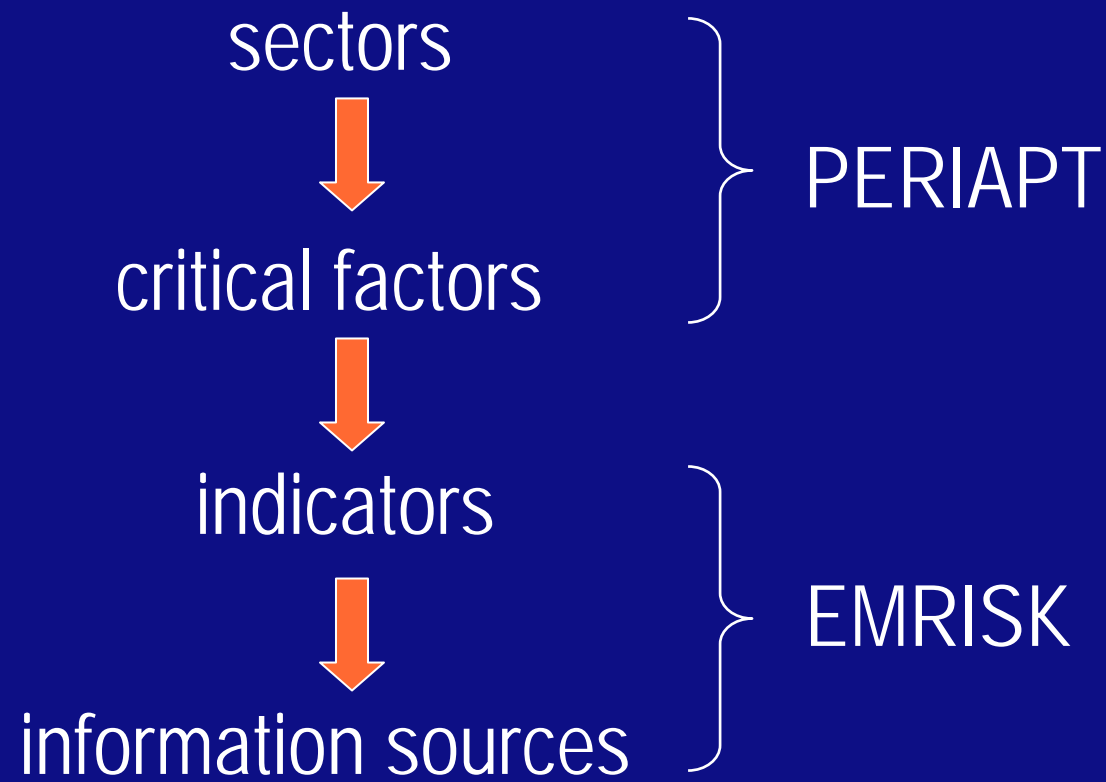 sectors
PERIAPT
critical factors
indicators
EMRISK
information sources